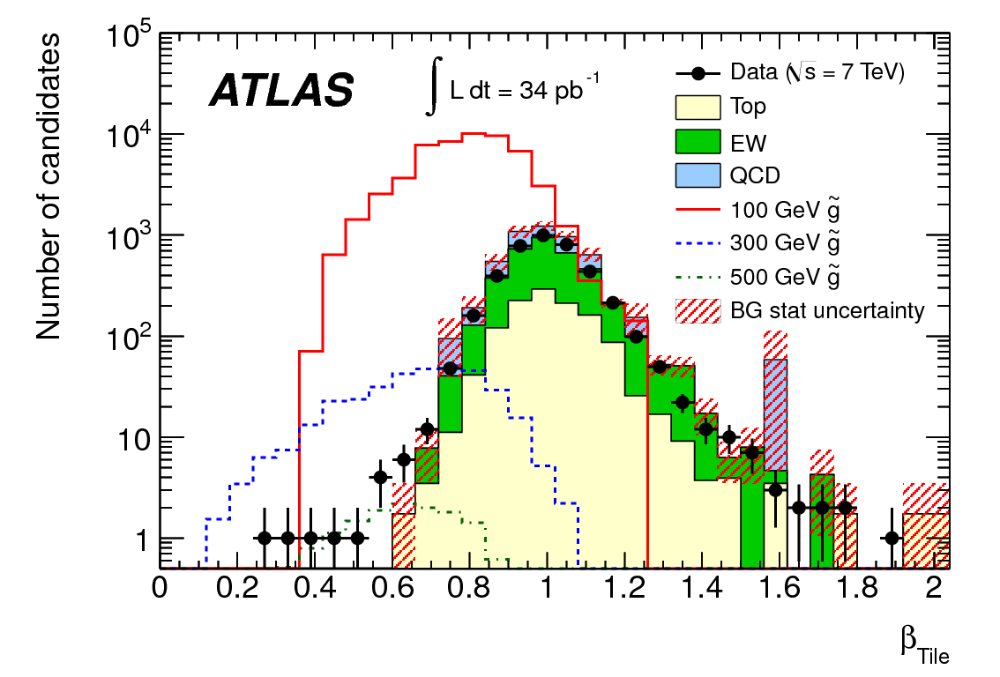 Number of candidates
10⁵
10⁴
10³
10²
10
1
ATLAS
∫ L dt = 34 pb⁻¹
Data (√s = 7 TeV)
Top
EW
QCD
100 GeV g̃
300 GeV g̃
500 GeV g̃
BG stat uncertainty
0 0.2 0.4 0.6 0.8 1 1.2 1.4 1.6 1.8 2
β_Tile